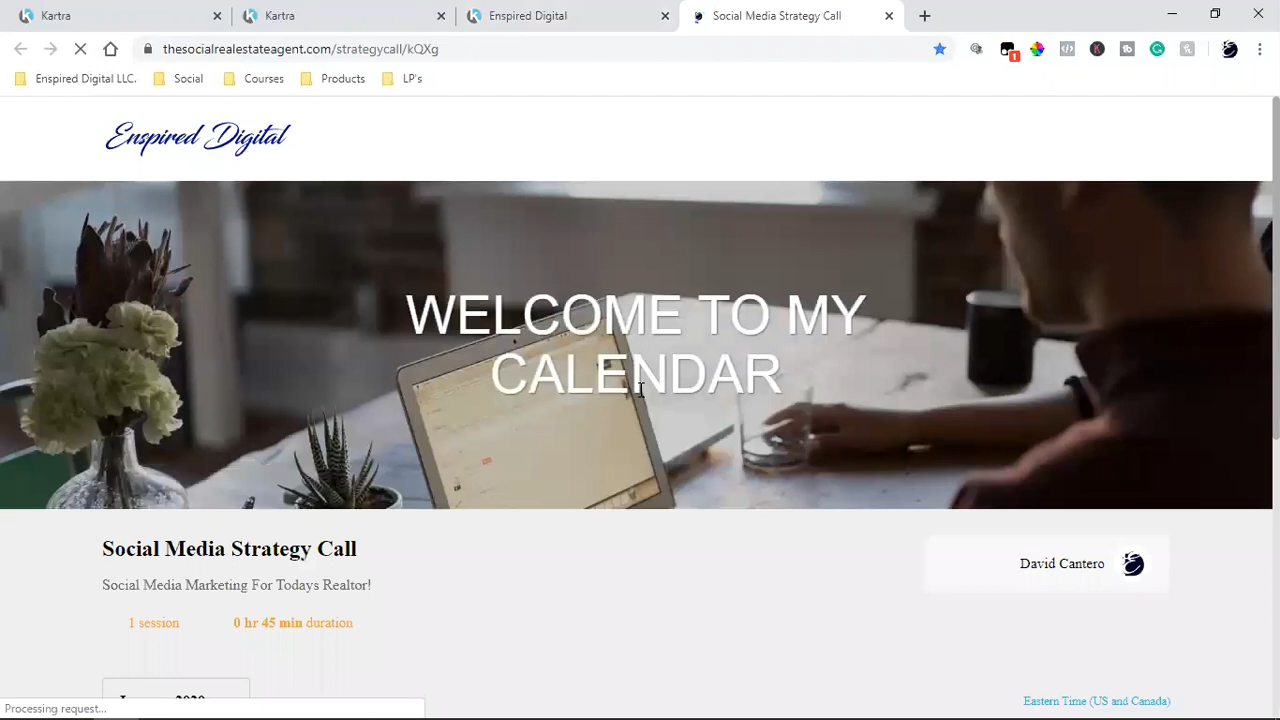 Kartra
Kartra
Enspired Digital
Social Media Strategy Call
thesocialrealestateagent.com/strategycall/kQXg
1
Enspired Digital LLC.
Social
Courses
Products
LP's
Enspired Digital
WELCOME TO MY
CALENDAR
Social Media Strategy Call
David Cantero
Social Media Marketing For Todays Realtor!
1 session
0 hr 45 min duration
Eastern Time (US and Canada)
Processing request...